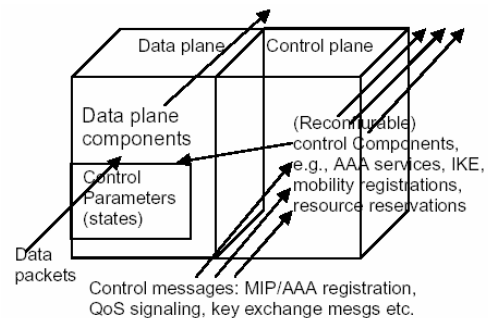 Data plane
Control plane
Data plane
components
Control
Parameters
(states)
(Reconfurable)
control Components,
e.g., AAA services, IKE,
mobility registrations,
resource reservations
Data
packets
Control messages: MIP/AAA registration,
QoS signaling, key exchange mesgs etc.